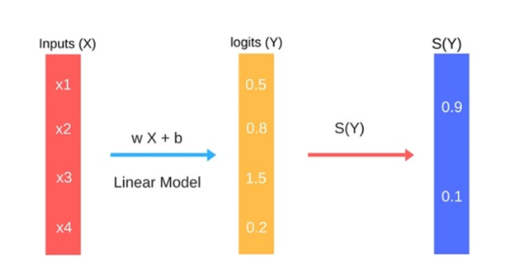 Inputs (X)
x1
x2
x3
x4
w X + b
Linear Model
logits (Y)
0.5
0.8
1.5
0.2
S(Y)
S(Y)
0.9
0.1